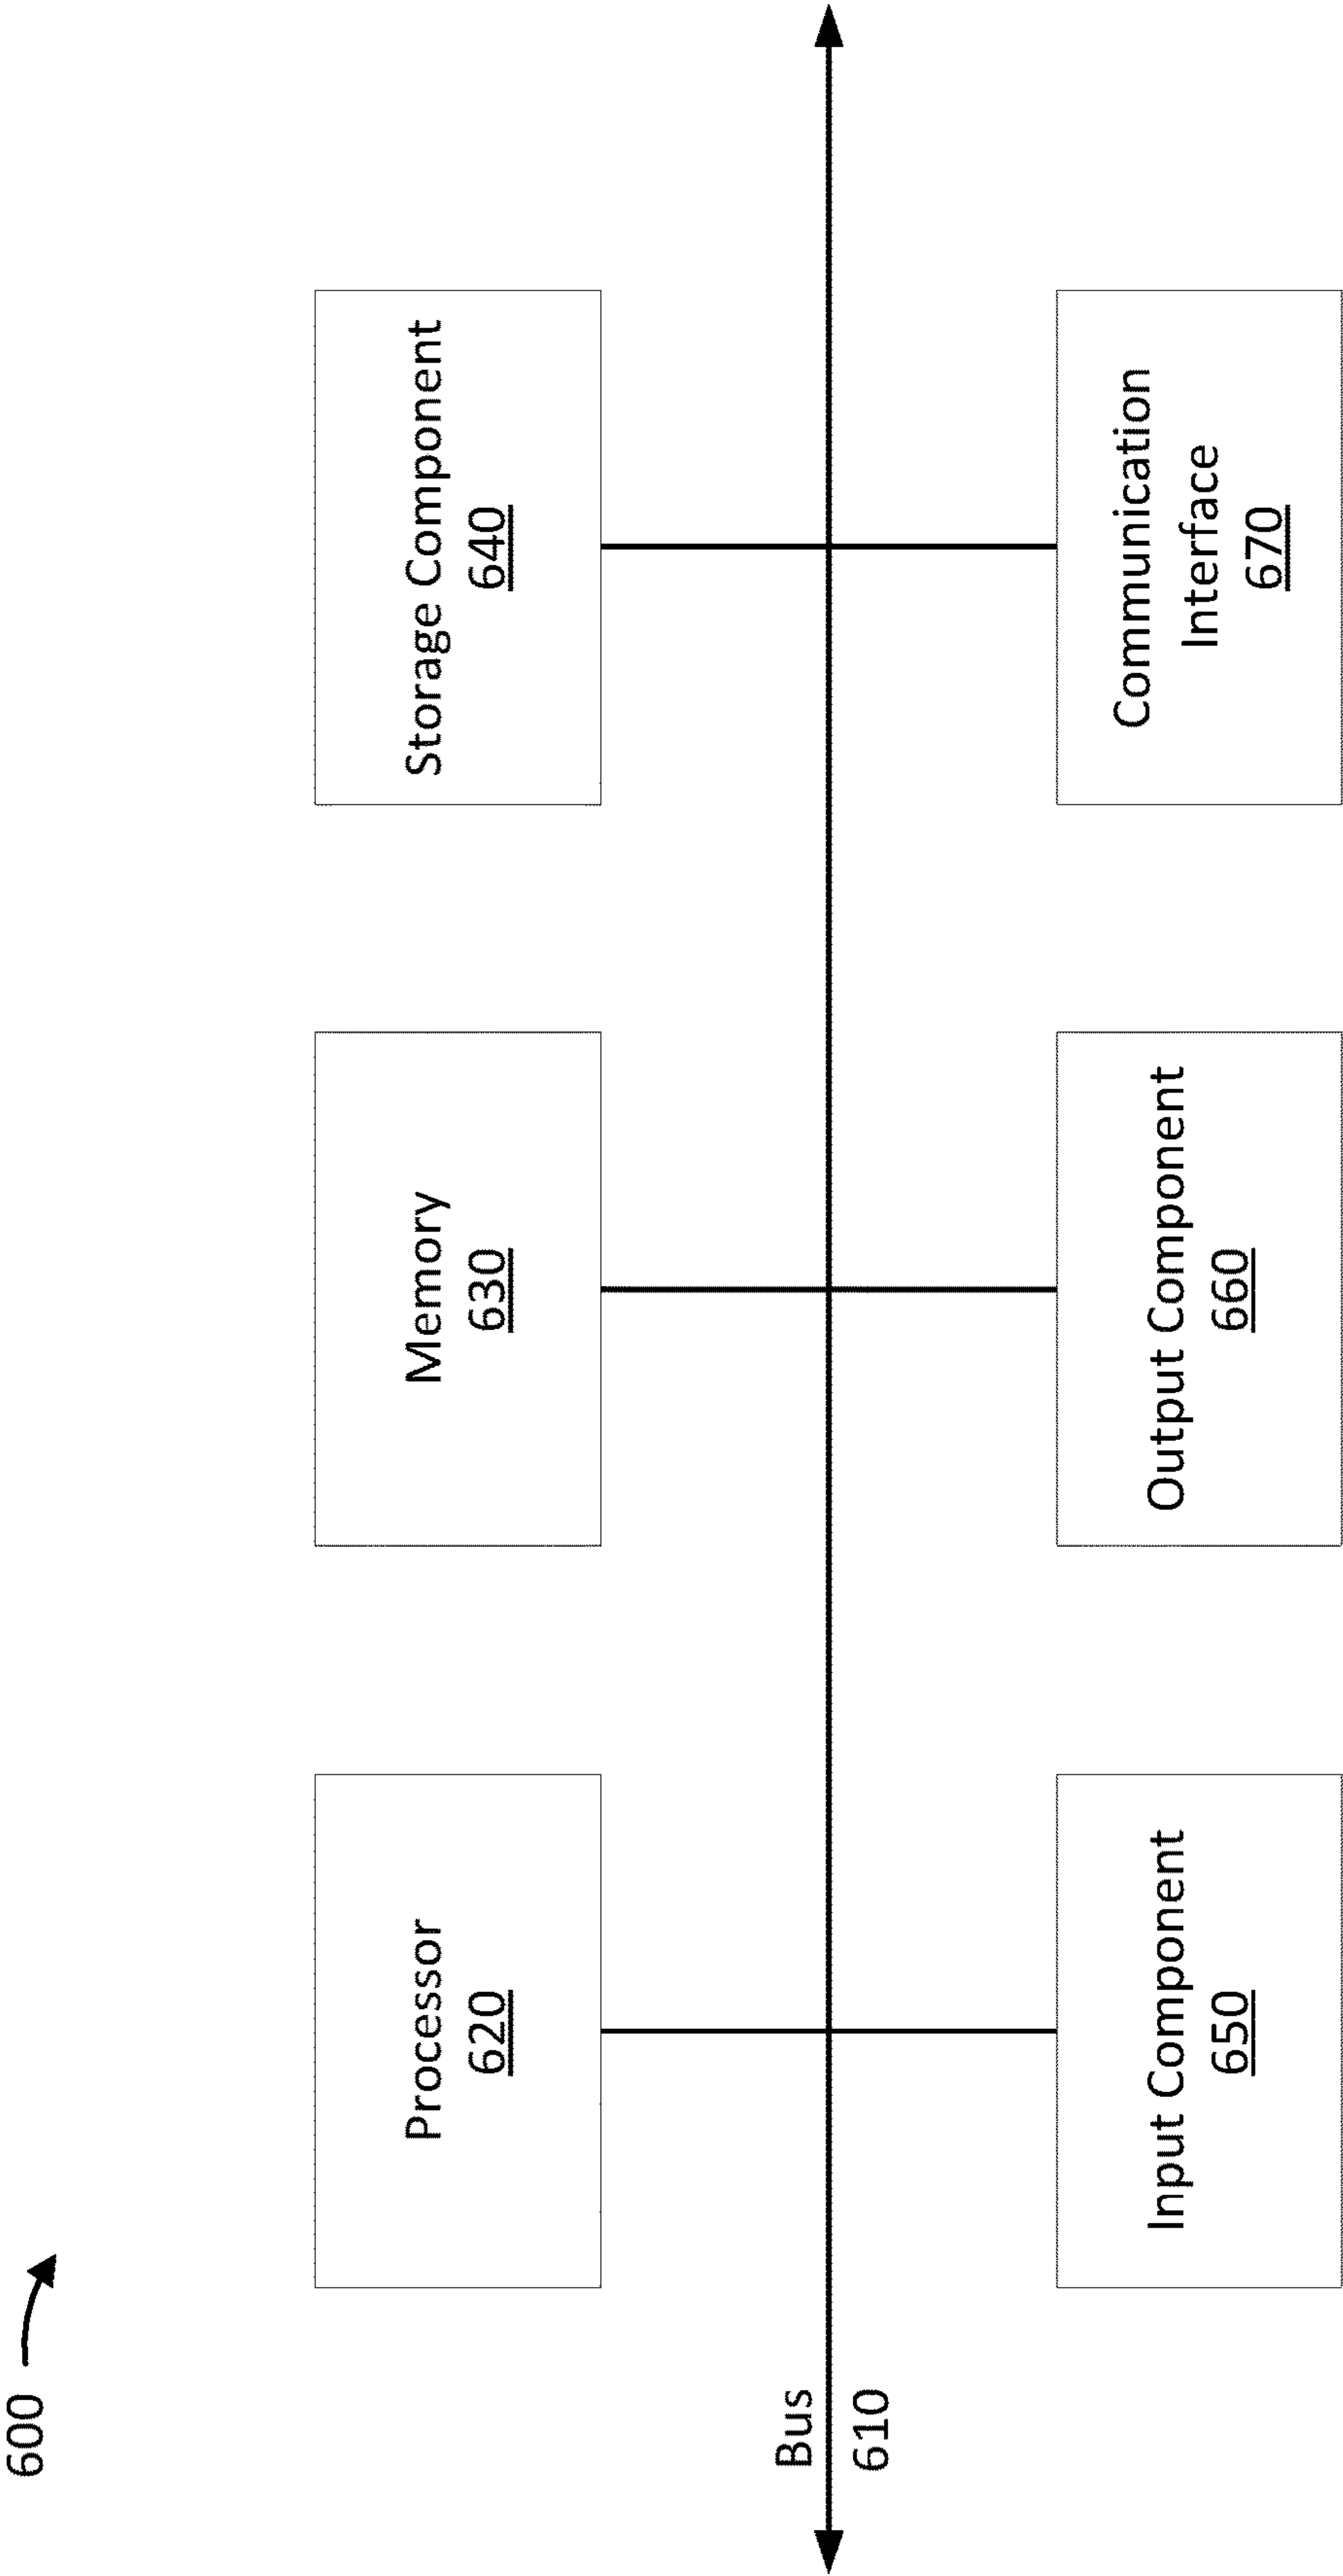 600
Processor
620
Memory
630
Storage Component
640
Bus
610
Input Component
650
Output Component
660
Communication
Interface
670